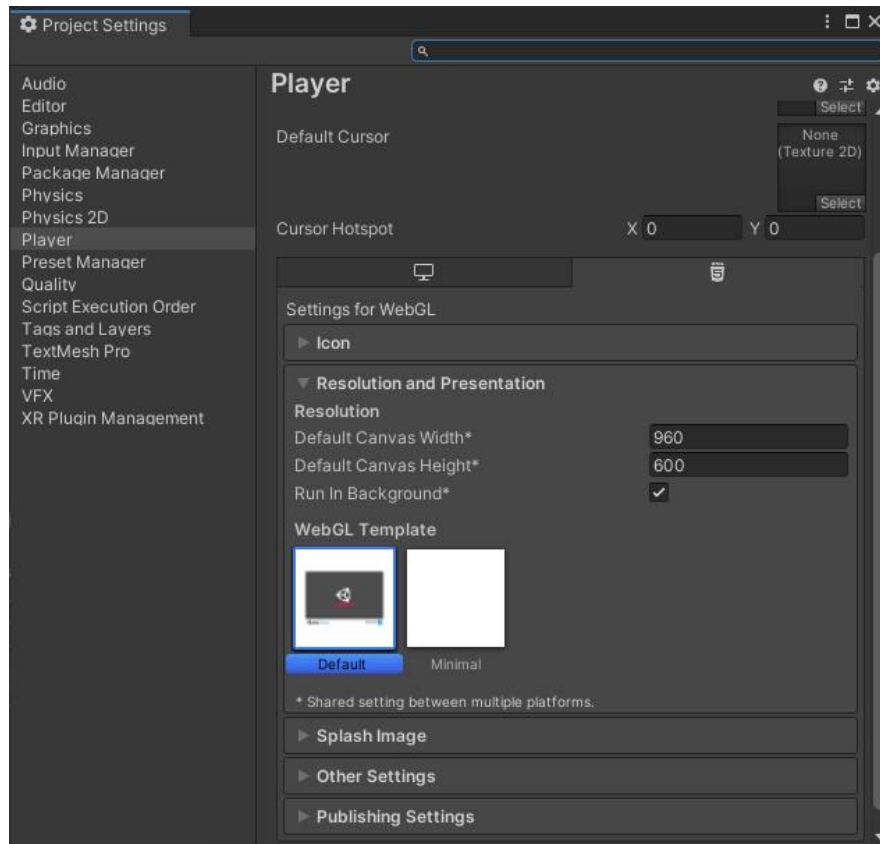 Project Settings
Player
Audio
Editor
Graphics
Input Manager
Package Manager
Physics
Physics 2D
Player
Preset Manager
Quality
Script Execution Order
Tags and Layers
TextMesh Pro
Time
VFX
XR Plugin Management
Select
Default Cursor
None
(Texture 2D)
Select
Cursor Hotspot X 0 Y 0
Settings for WebGL
Icon
Resolution and Presentation
Resolution
Default Canvas Width* 960
Default Canvas Height* 600
Run In Background*
WebGL Template
Default Minimal
* Shared setting between multiple platforms.
Splash Image
Other Settings
Publishing Settings